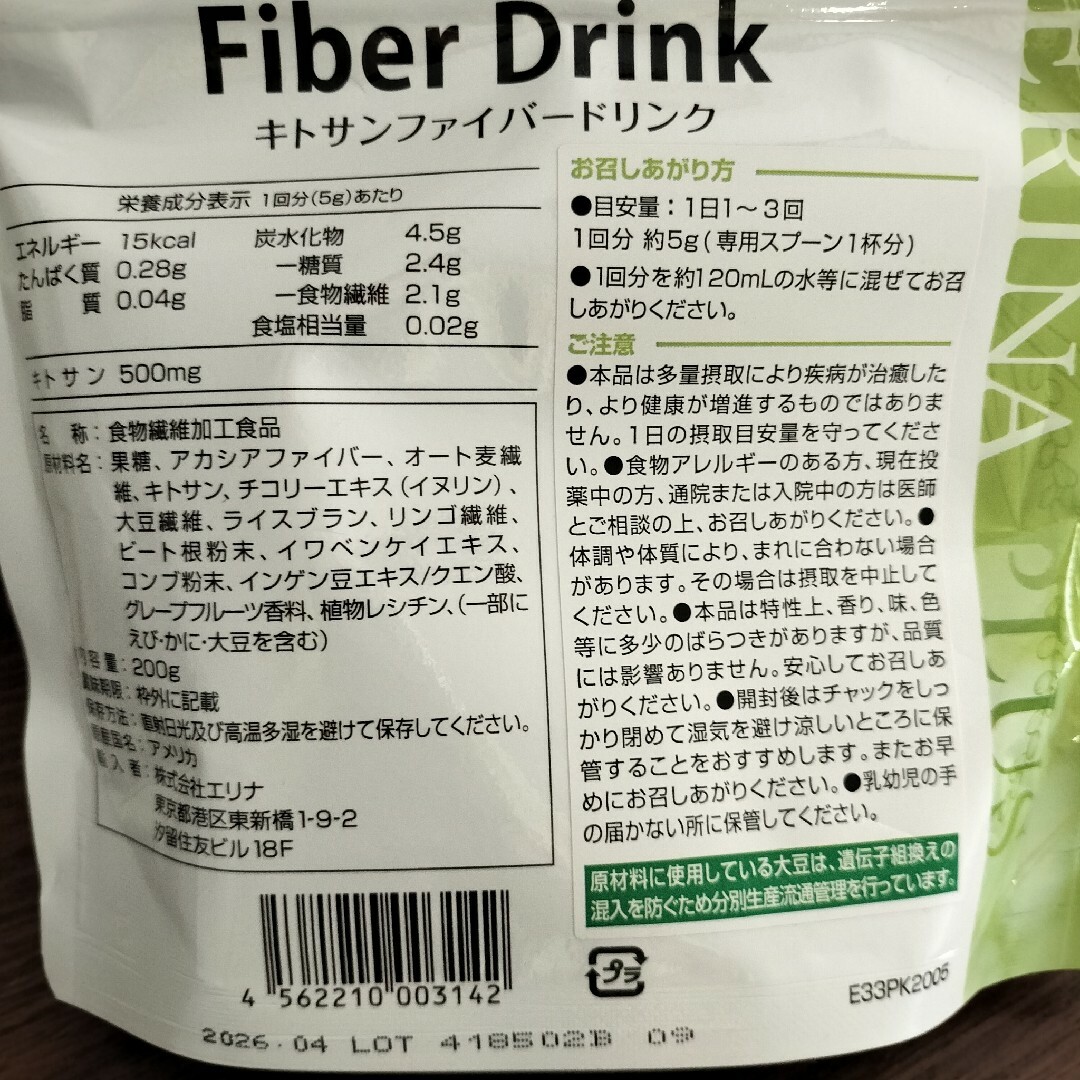 Fiber Drink
キトサンファイバードリンク
栄養成分表示 1回分(5g)あたり
エネルギー 15kcal 炭水化物 4.5g
たんぱく質 0.28g ー糖質 2.4g
脂 質 0.04g ー食物繊維 2.1g
食塩相当量 0.02g
キトサン 500mg
名 称：食物繊維加工食品
原材料名：果糖、アカシアファイバー、オート麦繊
維、キトサン、チコリーエキス（イヌリン）、
大豆繊維、ライスブラン、リンゴ繊維、
ビート根粉末、イワベンケイエキス、
コンブ粉末、インゲン豆エキス/クエン酸、
グレープフルーツ香料、植物レシチン、（一部に
えび・かに・大豆を含む）
内容量：200g
賞味期限：枠外に記載
保存方法：直射日光及び高温多湿を避けて保存してください。
原産国名：アメリカ
輸入者：株式会社エリナ
東京都港区東新橋1-9-2
汐留住友ビル18F
4 562210 003142
2026.04 LOT 418502B 09
お召しあがり方
●目安量：1日1～3回
1回分 約5g(専用スプーン1杯分)
●1回分を約120mLの水等に混ぜてお召
しあがりください。
ご注意
●本品は多量摂取により疾病が治癒した
り、より健康が増進するものではありま
せん。1日の摂取目安量を守ってくださ
い。●食物アレルギーのある方、現在投
薬中の方、通院または入院中の方は医師
とご相談の上、お召しあがりください。●
体調や体質により、まれに合わない場合
があります。その場合は摂取を中止して
ください。●本品は特性上、香り、味、色
等に多少のばらつきがありますが、品質
には影響ありません。安心してお召しあ
がりください。●開封後はチャックをしっ
かり閉めて湿気を避け涼しいところに保
管することをおすすめします。またお早
めにお召しあがりください。●乳幼児の手
の届かない所に保管してください。
原材料に使用している大豆は、遺伝子組換えの
混入を防ぐため分別生産流通管理を行っています。
プラ
E33PK2005
ERINA PLUS